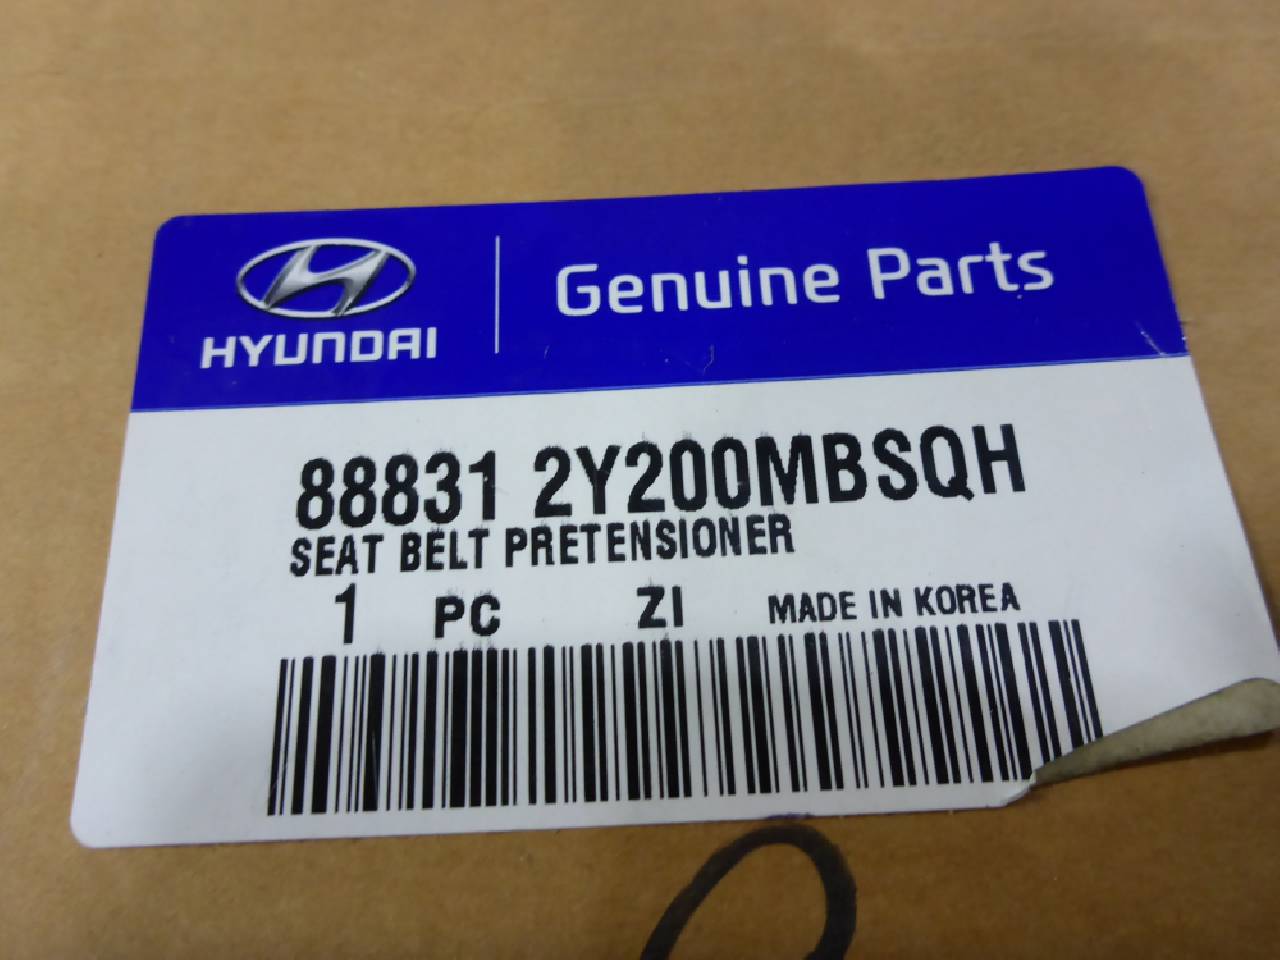 HYUNDAI
Genuine Parts
88831 2Y200MBSQH
SEAT BELT PRETENSIONER
1 PC ZI MADE IN KOREA